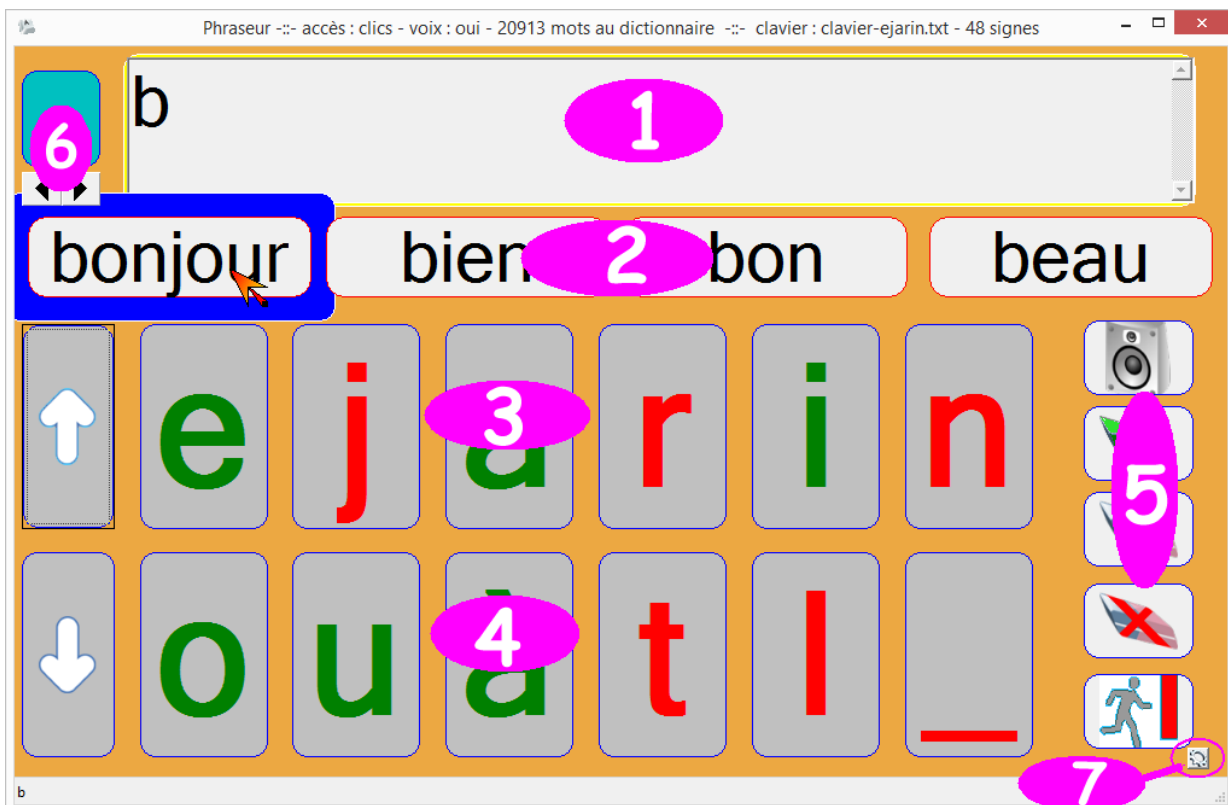 Phraseur -::- accès : clics - voix : oui - 20913 mots au dictionnaire -::- clavier : clavier-ejarin.txt - 48 signes
b
1
6
bonjour bien 2 bon beau
e j a r i n
3
5
o u à t l _
4
7
b